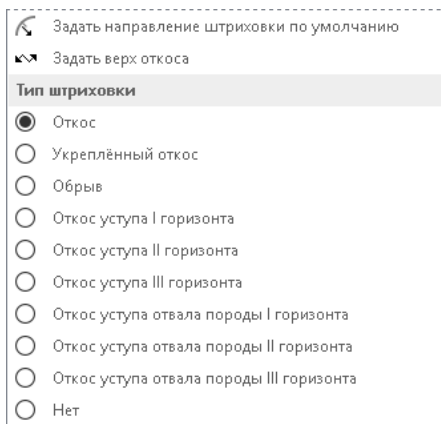 Задать направление штриховки по умолчанию
Задать верх откоса
Тип штриховки
Откос
Укреплённый откос
Обрыв
Откос уступа I горизонта
Откос уступа II горизонта
Откос уступа III горизонта
Откос уступа отвала породы I горизонта
Откос уступа отвала породы II горизонта
Откос уступа отвала породы III горизонта
Нет